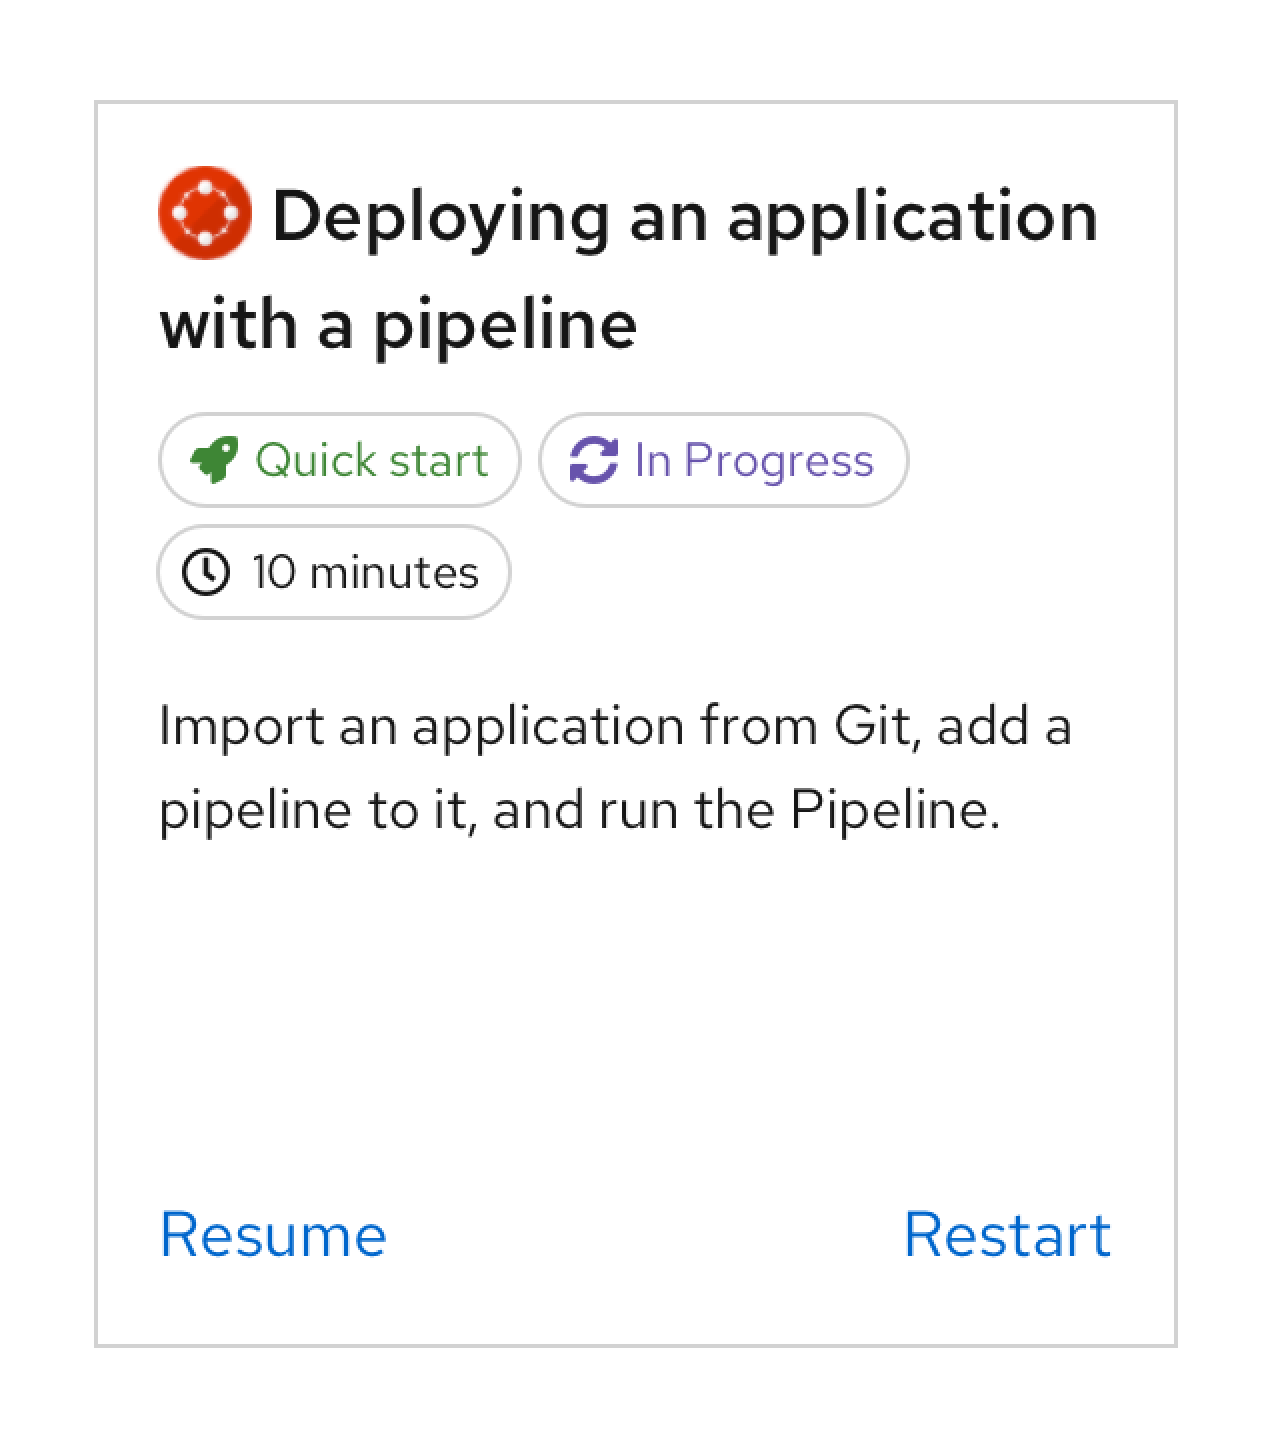 Deploying an application
with a pipeline
Quick start In Progress
10 minutes
Import an application from Git, add a
pipeline to it, and run the Pipeline.
Resume Restart